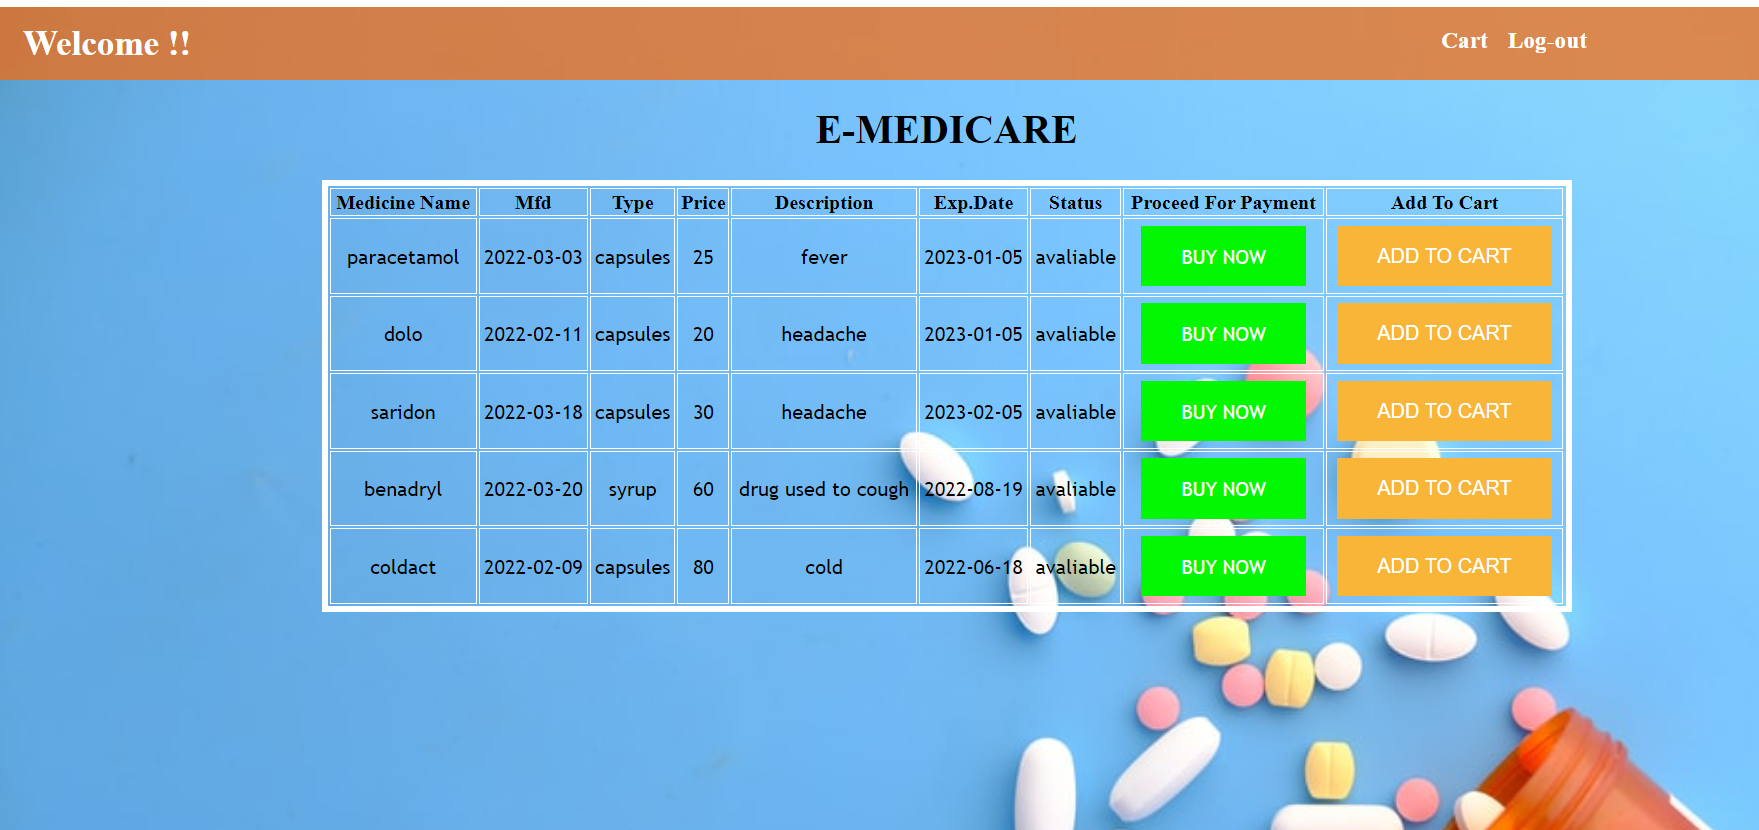 Welcome !!
Cart Log-out
E-MEDICARE
Medicine Name Mfd Type Price Description Exp.Date Status Proceed For Payment Add To Cart
paracetamol 2022-03-03 capsules 25 fever 2023-01-05 avaliable BUY NOW ADD TO CART
dolo 2022-02-11 capsules 20 headache 2023-01-05 avaliable BUY NOW ADD TO CART
saridon 2022-03-18 capsules 30 headache 2023-02-05 avaliable BUY NOW ADD TO CART
benadryl 2022-03-20 syrup 60 drug used to cough 2022-08-19 avaliable BUY NOW ADD TO CART
coldact 2022-02-09 capsules 80 cold 2022-06-18 avaliable BUY NOW ADD TO CART